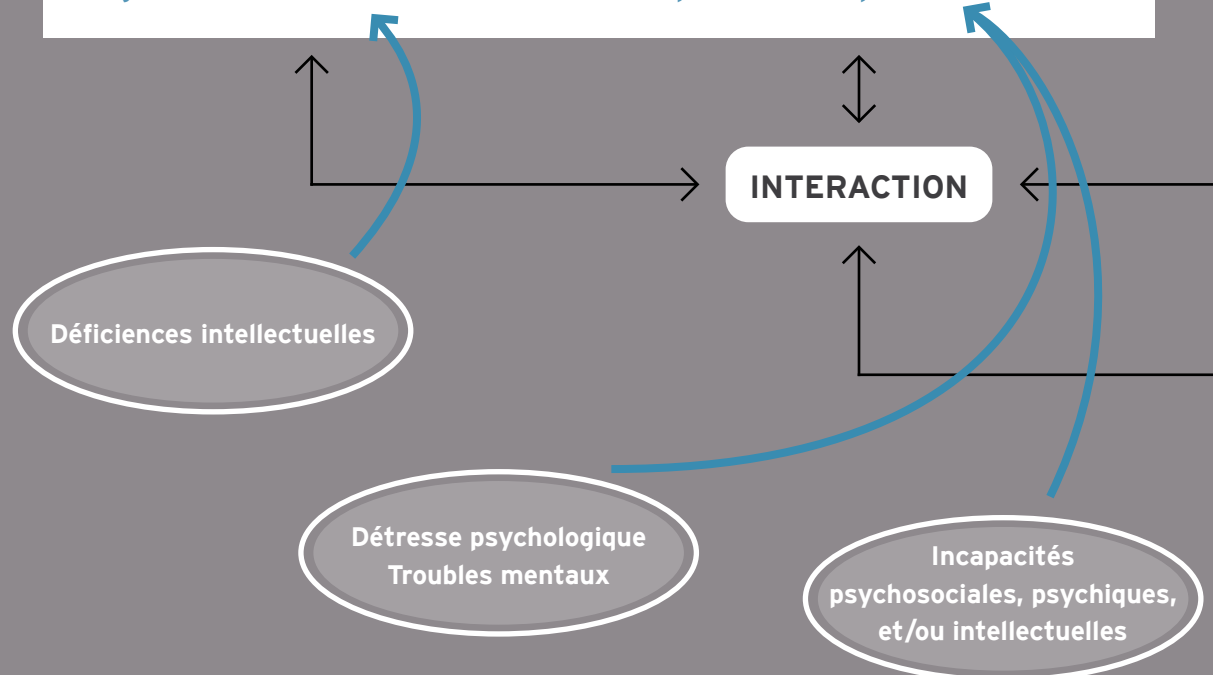 INTERACTION
Déficiences intellectuelles
Détresse psychologique
Troubles mentaux
Incapacités
psychosociales, psychiques,
et/ou intellectuelles